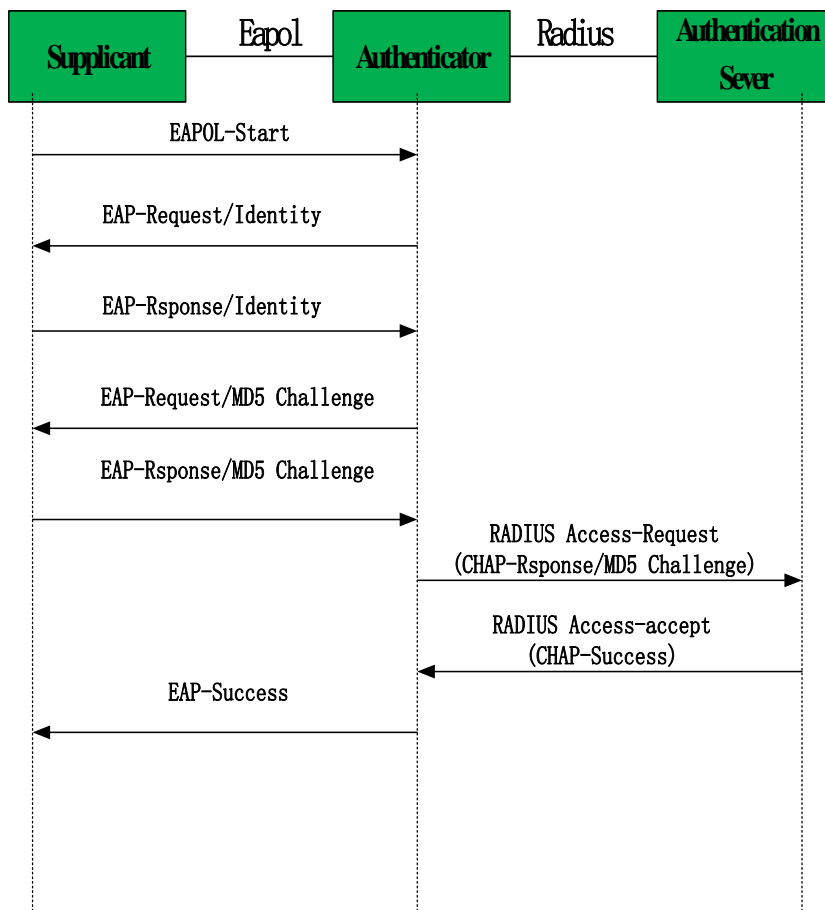 Supplicant
Eapol
Authenticator
Radius
Authentication
Sever
EAPOL-Start
EAP-Request/Identity
EAP-Rsponse/Identity
EAP-Request/MD5 Challenge
EAP-Rsponse/MD5 Challenge
RADIUS Access-Request
(CHAP-Rsponse/MD5 Challenge)
RADIUS Access-accept
(CHAP-Success)
EAP-Success